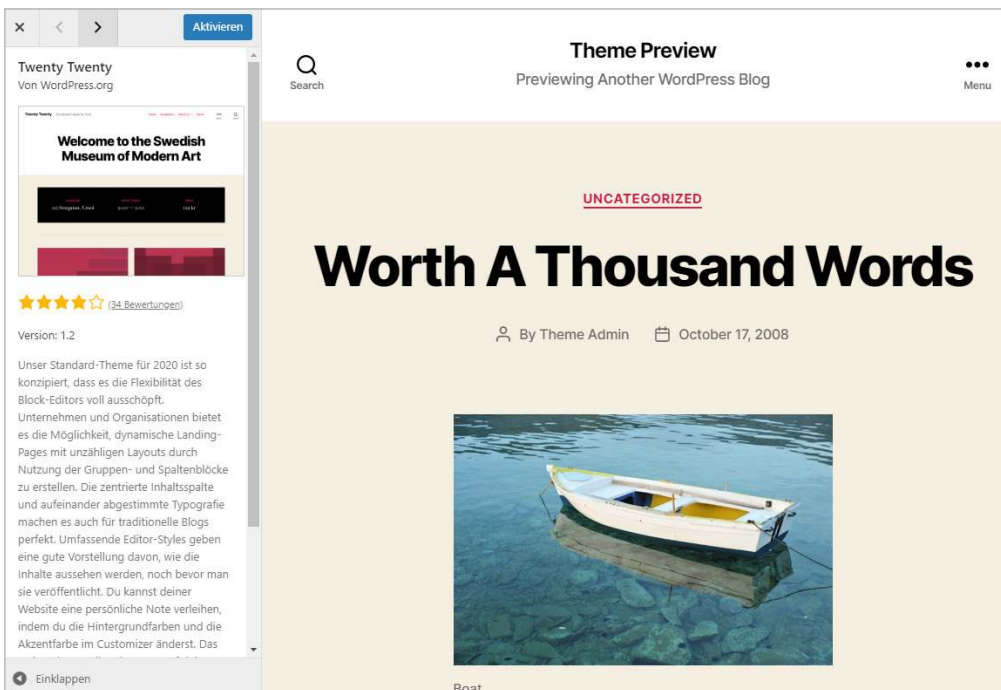 Aktivieren
Twenty Twenty
Von WordPress.org
Twenty Twenty
Welcome to the Swedish
Museum of Modern Art
(34 Bewertungen)
Version: 1.2
Unser Standard-Theme für 2020 ist so
konzipiert, dass es die Flexibilität des
Block-Editors voll ausschöpft.
Unternehmen und Organisationen bietet
es die Möglichkeit, dynamische Landing-
Pages mit unzähligen Layouts durch
Nutzung der Gruppen- und Spaltenblöcke
zu erstellen. Die zentrierte Inhaltsspalte
und aufeinander abgestimmte Typografie
machen es auch für traditionelle Blogs
perfekt. Umfassende Editor-Styles geben
eine gute Vorstellung davon, wie die
Inhalte aussehen werden, noch bevor man
sie veröffentlicht. Du kannst deiner
Website eine persönliche Note verleihen,
indem du die Hintergrundfarben und die
Akzentfarbe im Customizer änderst. Das
Einklappen
Search
Theme Preview
Previewing Another WordPress Blog
Menu
UNCATEGORIZED
Worth A Thousand Words
By Theme Admin October 17, 2008
Boat